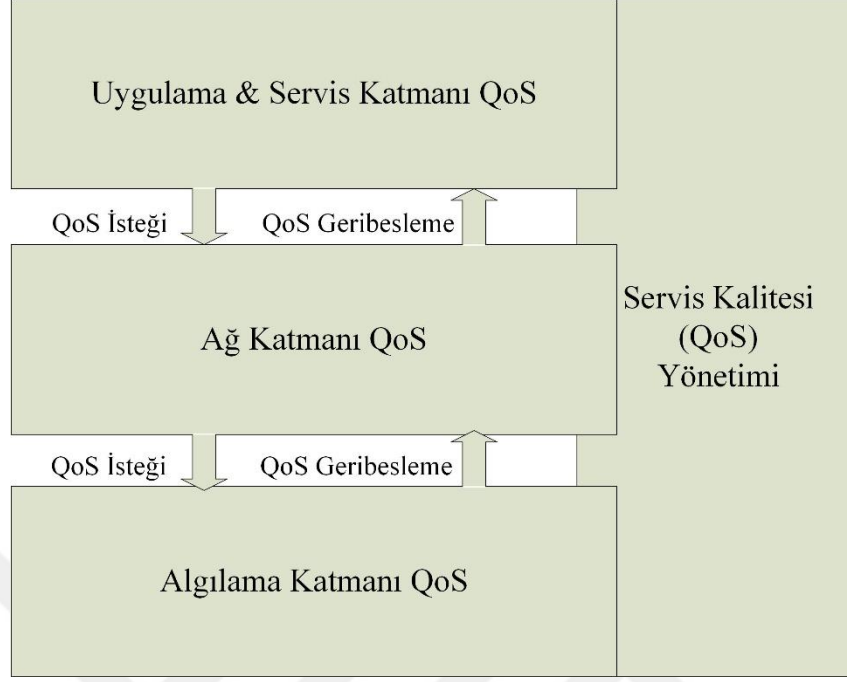 Uygulama & Servis Katmanı QoS
QoS İsteği
QoS Geribesleme
Ağ Katmanı QoS
Servis Kalitesi
(QoS)
Yönetimi
QoS İsteği
QoS Geribesleme
Algılama Katmanı QoS